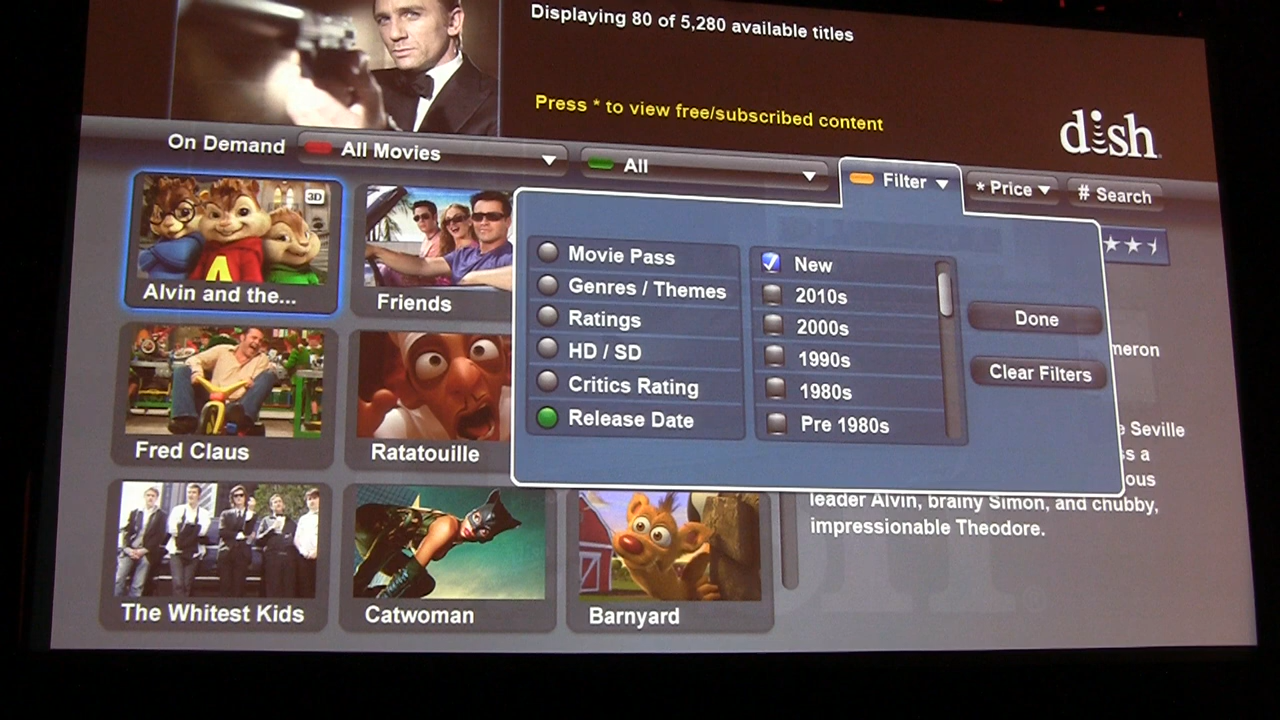 Displaying 80 of 5,280 available titles
Press * to view free/subscribed content
dish
On Demand
All Movies
All
Filter
* Price
# Search
3D
Alvin and the...
Friends
Movie Pass
Genres / Themes
Ratings
HD / SD
Critics Rating
Release Date
New
2010s
2000s
1990s
1980s
Pre 1980s
Done
Clear Filters
A
Fred Claus
Ratatouille
meron
Seville
a
leader Alvin, brainy Simon, and chubby,
impressionable Theodore.
The Whitest Kids
Catwoman
Barnyard